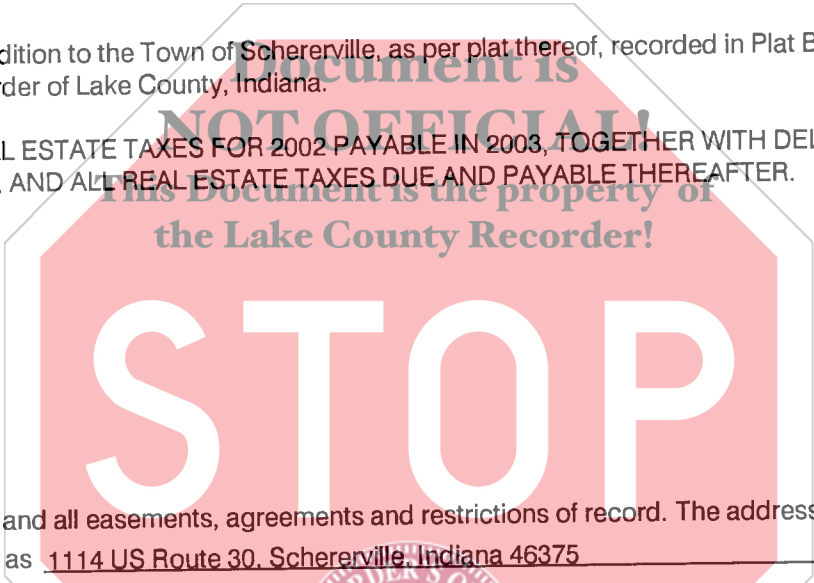 dition to the Town of Schererville, as per plat thereof, recorded in Plat B
Document is
der of Lake County, Indiana.
NOT OFFICIAL!
L ESTATE TAXES FOR 2002 PAYABLE IN 2003, TOGETHER WITH DEL
, AND ALL REAL ESTATE TAXES DUE AND PAYABLE THEREAFTER.
This Document is the property of
the Lake County Recorder!
STOP
and all easements, agreements and restrictions of record. The address
as 1114 US Route 30, Schererville, Indiana 46375